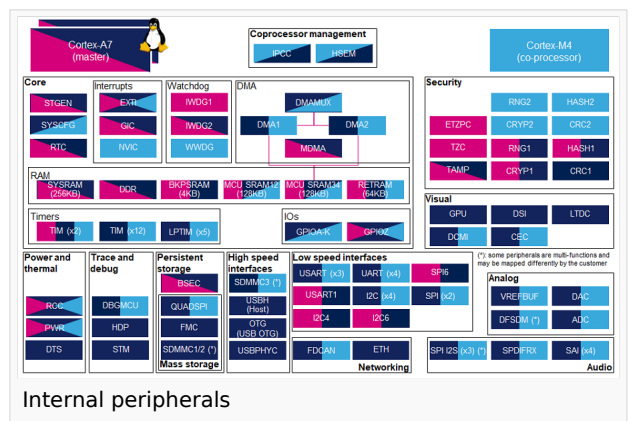 Cortex-A7
(master)
Coprocessor management
IPCC
HSEM
Cortex-M4
(co-processor)
Core
STGEN
SYSCFG
RTC
Interrupts
EXTI
GIC
NVIC
Watchdog
IWDG1
IWDG2
WWDG
DMA
DMAMUX
DMA1
DMA2
MDMA
Security
RNG2
HASH2
ETZPC
CRYP2
CRC2
TZC
RNG1
HASH1
TAMP
CRYP1
CRC1
RAM
SYSRAM
(256KB)
DDR
BKPSRAM
(4KB)
MCU SRAM12
(128KB)
MCU SRAM34
(128KB)
RETRAM
(64KB)
Timers
TIM (x2)
TIM (x12)
LPTIM (x5)
IOs
GPIOA-K
GPIOZ
Visual
GPU
DSI
LTDC
DCMI
CEC
(*): some peripherals are multi-functions and
may be mapped differently by the customer
Power and
thermal
RCC
PWR
DTS
Trace and
debug
DBGMCU
HDP
STM
Persistent
storage
BSEC
QUADSPI
FMC
SDMMC1/2 (*)
Mass storage
High speed
interfaces
SDMMC3 (*)
USBH
(Host)
OTG
(USB OTG)
USBPHYC
Low speed interfaces
USART (x3)
UART (x4)
SPI6
USART1
I2C (x4)
SPI (x2)
I2C4
I2C6
FDCAN
ETH
Networking
Analog
VREFBUF
DAC
DFSDM (*)
ADC
SPI I2S (x3) (*)
SPDIFRX
SAI (x4)
Audio
Internal peripherals